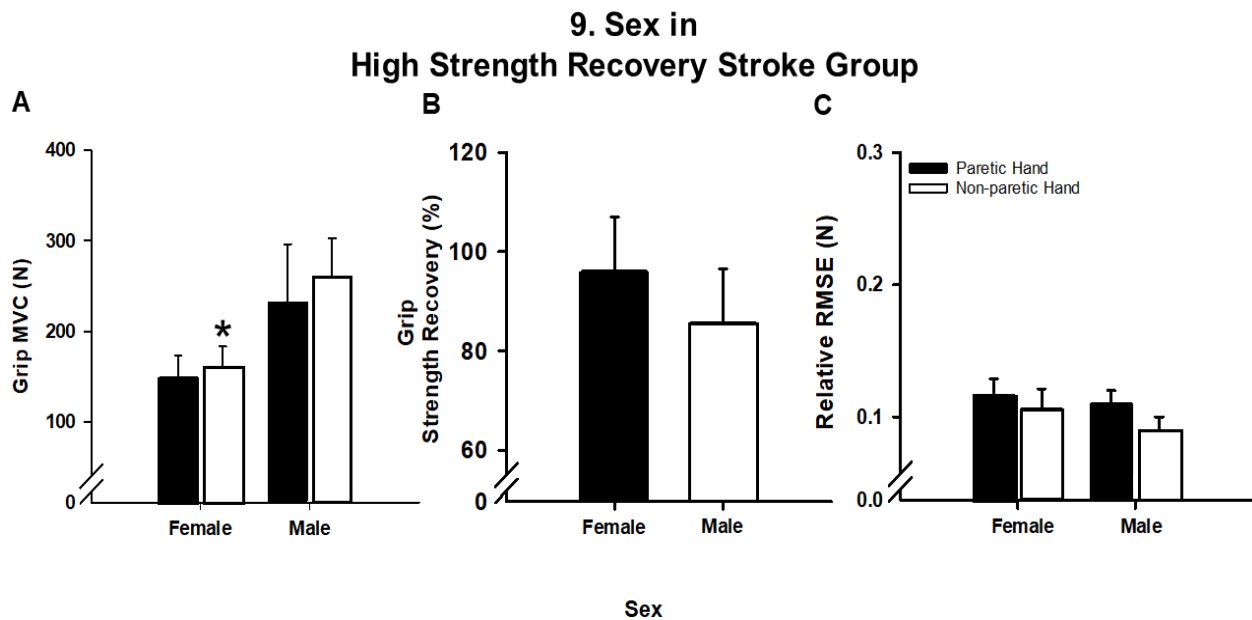 9. Sex in
High Strength Recovery Stroke Group
A
Grip MVC (N)
400
300
200
100
0
*
Female
Male
B
Grip
Strength Recovery (%)
120
100
80
60
0
Female
Male
C
Relative RMSE (N)
0.3
0.2
0.1
0.0
Paretic Hand
Non-paretic Hand
Female
Male
Sex